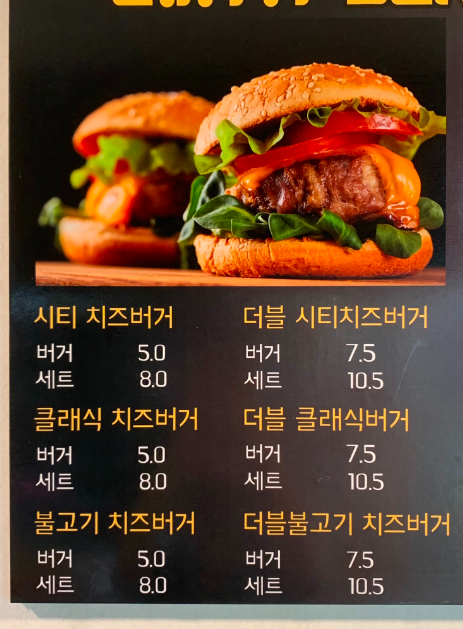 시티 치즈버거
버거 5.0
세트 8.0
더블 시티치즈버거
버거 7.5
세트 10.5
클래식 치즈버거
버거 5.0
세트 8.0
더블 클래식버거
버거 7.5
세트 10.5
불고기 치즈버거
버거 5.0
세트 8.0
더블불고기 치즈버거
버거 7.5
세트 10.5